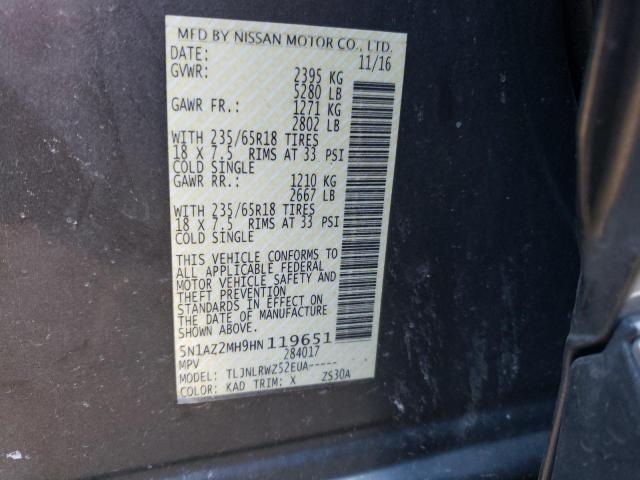 MFD BY NISSAN MOTOR CO., LTD.
DATE: 11/16
GVWR: 2395 KG
5280 LB
GAWR FR.: 1271 KG
2802 LB
WITH 235/65R18 TIRES
18 X 7.5 RIMS AT 33 PSI
COLD SINGLE
GAWR RR.: 1210 KG
2667 LB
WITH 235/65R18 TIRES
18 X 7.5 RIMS AT 33 PSI
COLD SINGLE
THIS VEHICLE CONFORMS TO
ALL APPLICABLE FEDERAL
MOTOR VEHICLE SAFETY AND
THEFT PREVENTION
STANDARDS IN EFFECT ON
THE DATE OF MANUFACTURE
SHOWN ABOVE.
5N1AZ2MH9HN 119651
MPV 284017
MODEL: TLJNLRWZ52EUA-----
COLOR: KAD TRIM: X ZS30A